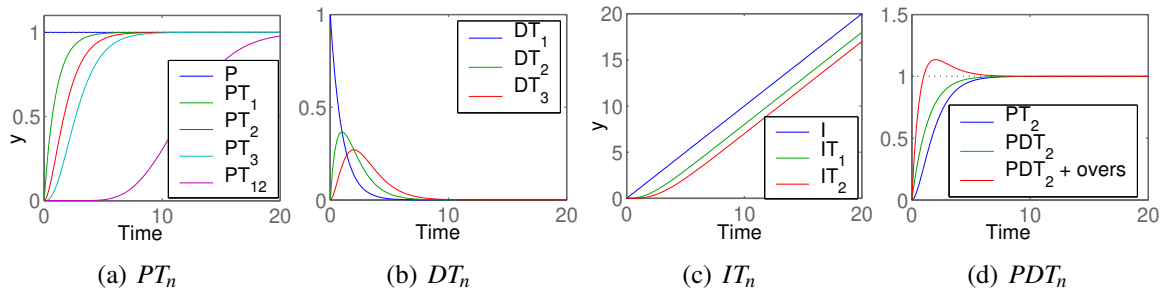 1
0
y
0
10
20
Time
P
PT1
PT2
PT3
PT12
(a) PTn
1
0.5
0
0
10
20
Time
DT1
DT2
DT3
(b) DTn
20
15
10
5
0
y
0
10
20
Time
I
IT1
IT2
(c) ITn
1.5
1
0.5
0
y
0
10
20
Time
PT2
PDT2
PDT2 + overs
(d) PDTn